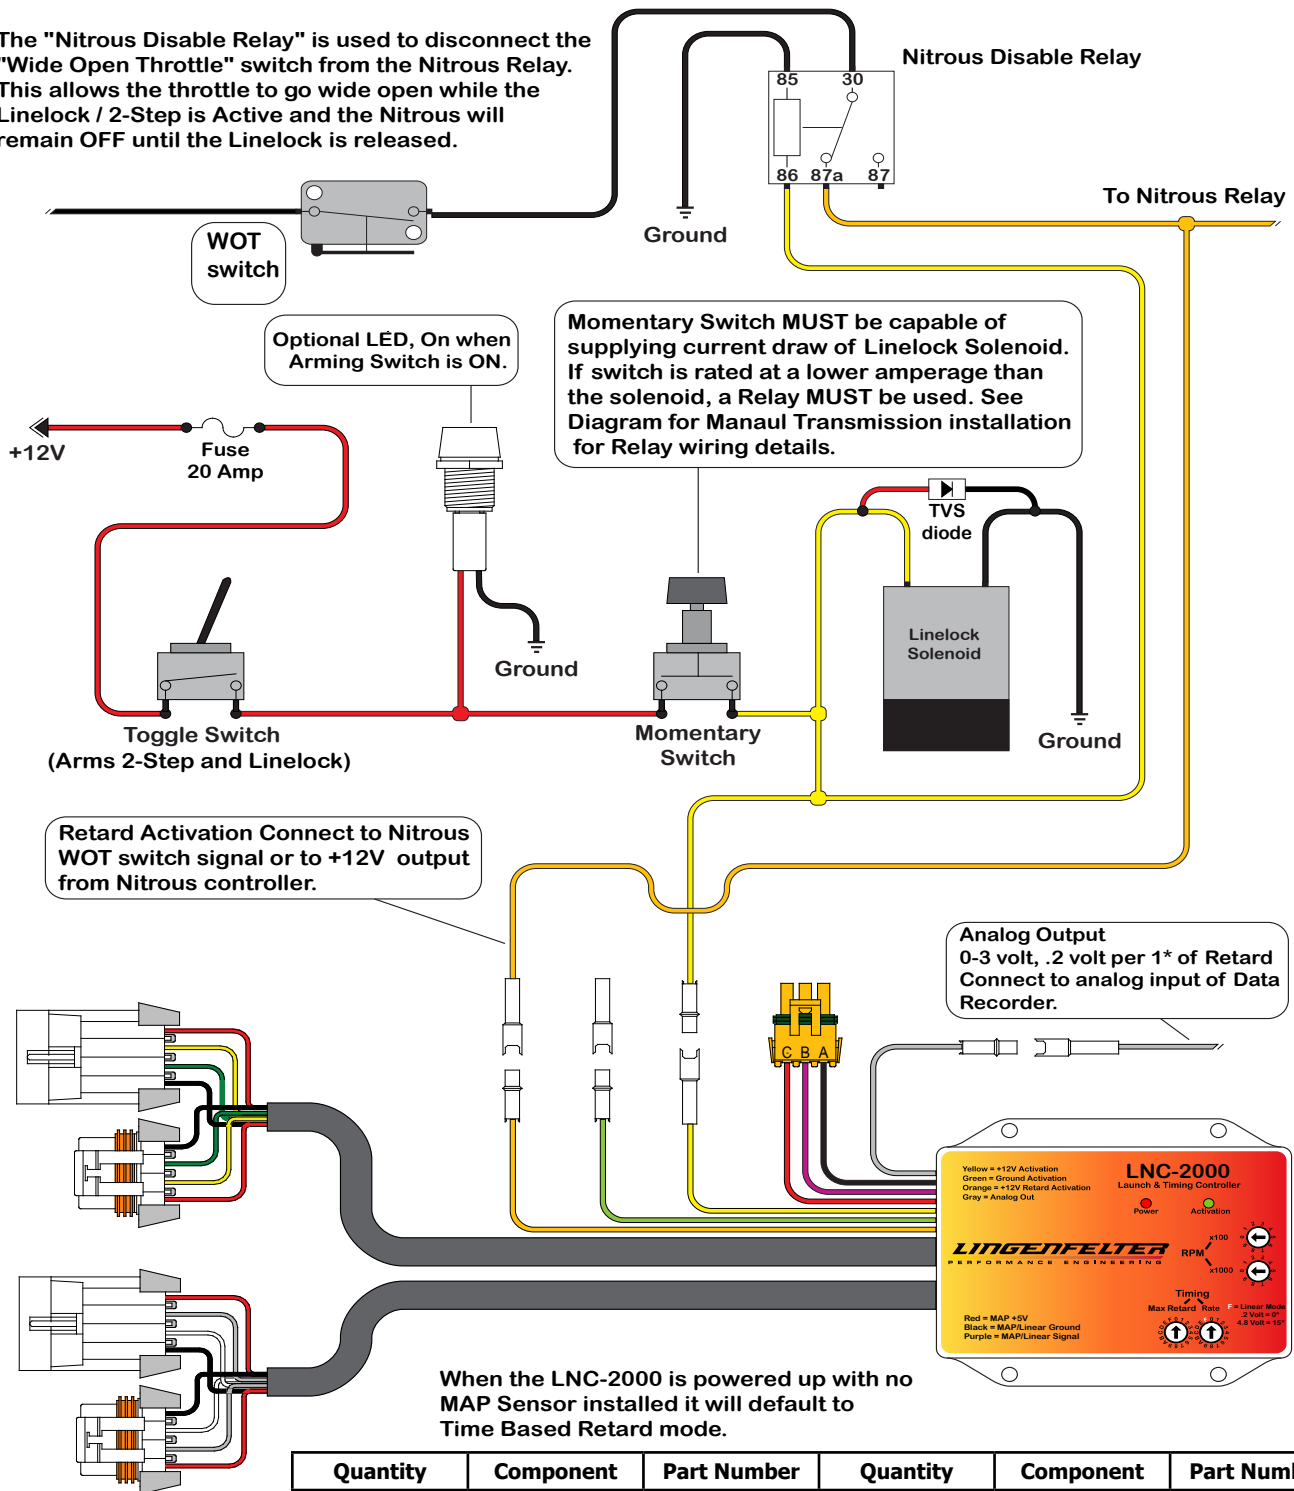 The "Nitrous Disable Relay" is used to disconnect the
"Wide Open Throttle" switch from the Nitrous Relay.
This allows the throttle to go wide open while the
Linelock / 2-Step is Active and the Nitrous will
remain OFF until the Linelock is released.
Nitrous Disable Relay
85 30
86 87a 87
To Nitrous Relay
Ground
WOT
switch
Optional LED, On when
Arming Switch is ON.
Momentary Switch MUST be capable of
supplying current draw of Linelock Solenoid.
If switch is rated at a lower amperage than
the solenoid, a Relay MUST be used. See
Diagram for Manaul Transmission installation
for Relay wiring details.
+12V
Fuse
20 Amp
TVS
diode
Linelock
Solenoid
Ground
Ground
Toggle Switch
(Arms 2-Step and Linelock)
Momentary
Switch
Retard Activation Connect to Nitrous
WOT switch signal or to +12V output
from Nitrous controller.
Analog Output
0-3 volt, .2 volt per 1* of Retard
Connect to analog input of Data
Recorder.
C B A
Yellow = +12V Activation
Green = Ground Activation
Orange = +12V Retard Activation
Gray = Analog Out
LNC-2000
Launch & Timing Controller
Power
Activation
LINGENFELTER
PERFORMANCE ENGINEERING
RPM
x100
x1000
Timing
Max Retard Rate
F = Linear Mode
.2 Volt = 0°
4.8 Volt = 15°
Red = MAP +5V
Black = MAP/Linear Ground
Purple = MAP/Linear Signal
When the LNC-2000 is powered up with no
MAP Sensor installed it will default to
Time Based Retard mode.
Quantity Component Part Number Quantity Component Part Num